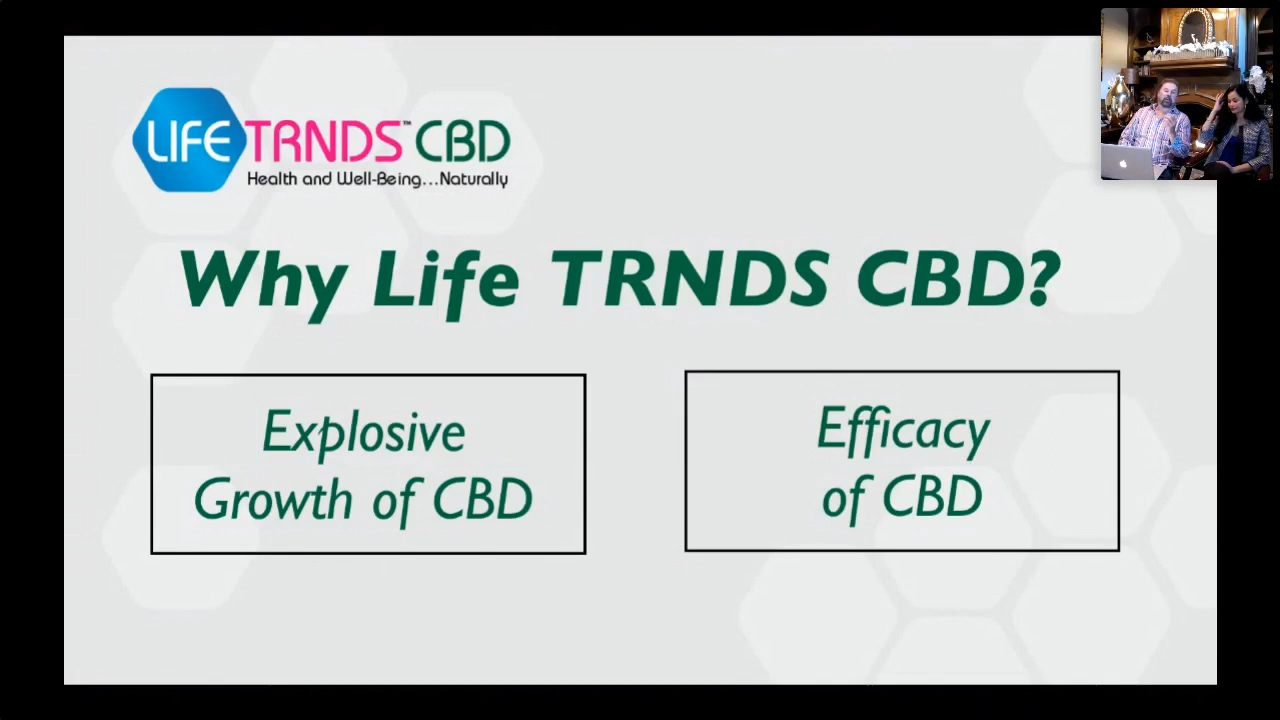 LIFE TRNDS™ CBD
Health and Well-Being...Naturally
Why Life TRNDS CBD?
Explosive
Growth of CBD
Efficacy
of CBD